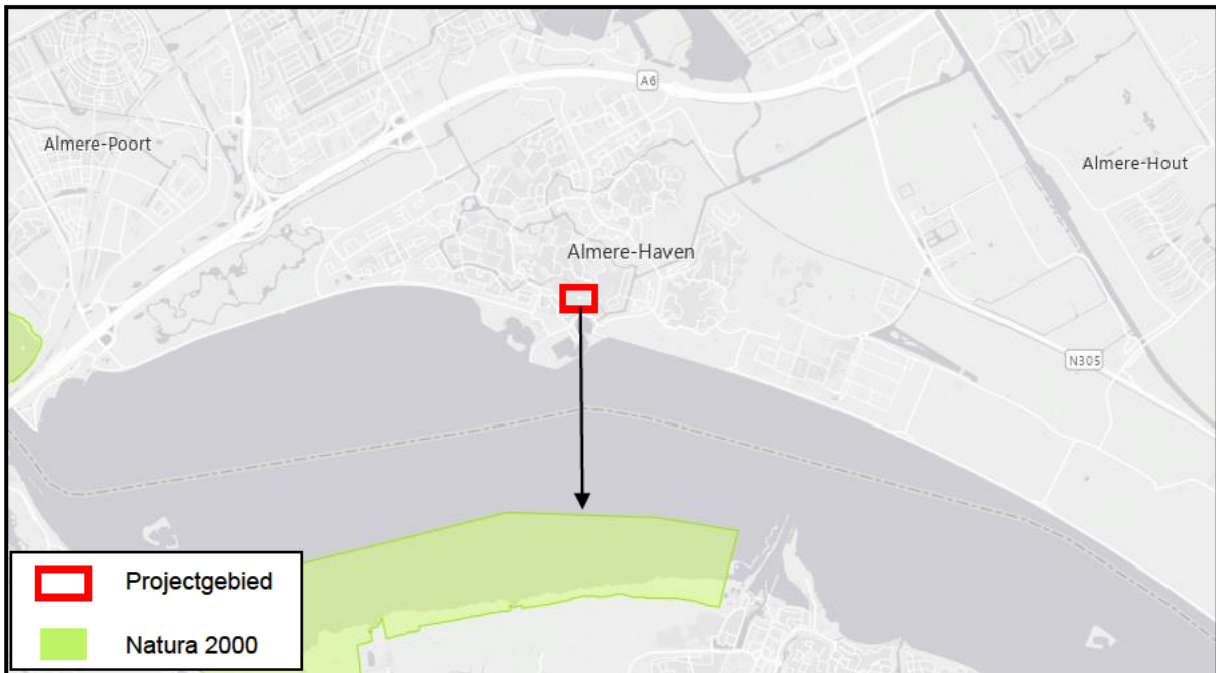 A6
Almere-Poort
Almere-Hout
Almere-Haven
N305
Projectgebied
Natura 2000